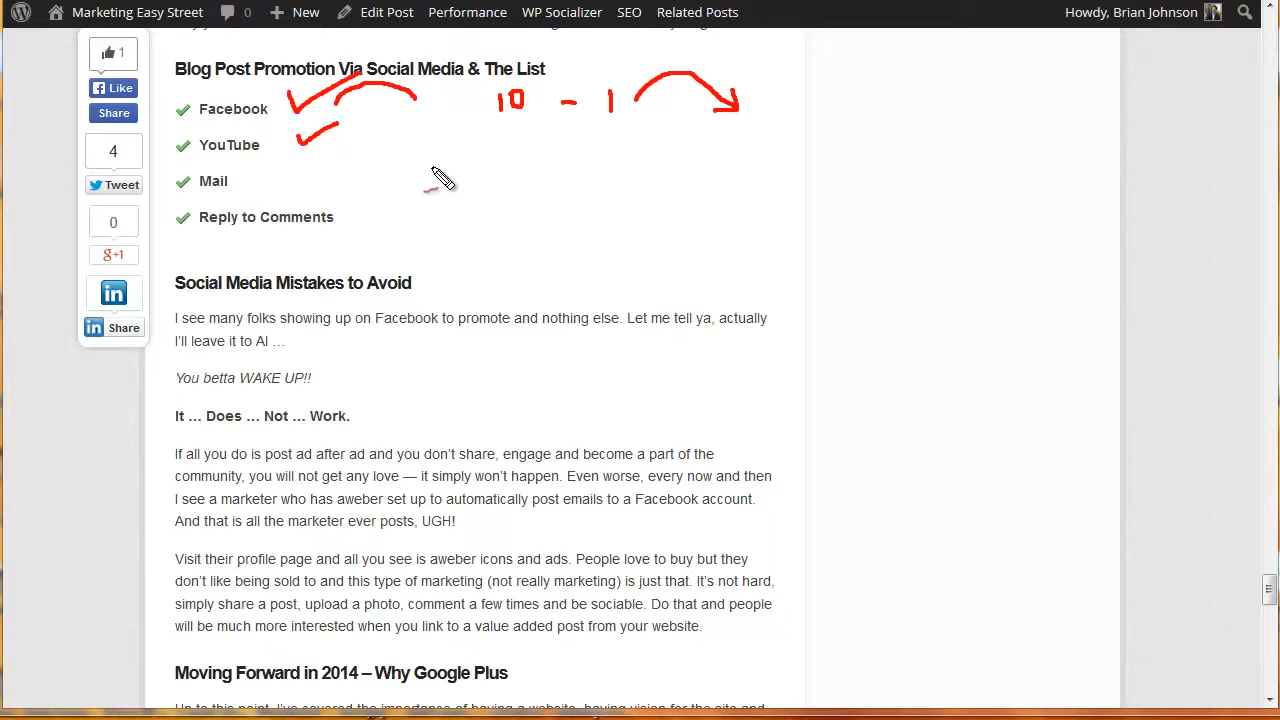 Marketing Easy Street 0 New Edit Post Performance WP Socializer SEO Related Posts Howdy, Brian Johnson
1
Like
Share
4
Tweet
0
g+1
in
in Share
Blog Post Promotion Via Social Media & The List
Facebook
10 - 1
YouTube
Mail
Reply to Comments
Social Media Mistakes to Avoid
I see many folks showing up on Facebook to promote and nothing else. Let me tell ya, actually
I'll leave it to Al …
You betta WAKE UP!!
It … Does … Not … Work.
If all you do is post ad after ad and you don't share, engage and become a part of the
community, you will not get any love — it simply won't happen. Even worse, every now and then
I see a marketer who has aweber set up to automatically post emails to a Facebook account.
And that is all the marketer ever posts, UGH!
Visit their profile page and all you see is aweber icons and ads. People love to buy but they
don't like being sold to and this type of marketing (not really marketing) is just that. It's not hard,
simply share a post, upload a photo, comment a few times and be sociable. Do that and people
will be much more interested when you link to a value added post from your website.
Moving Forward in 2014 – Why Google Plus